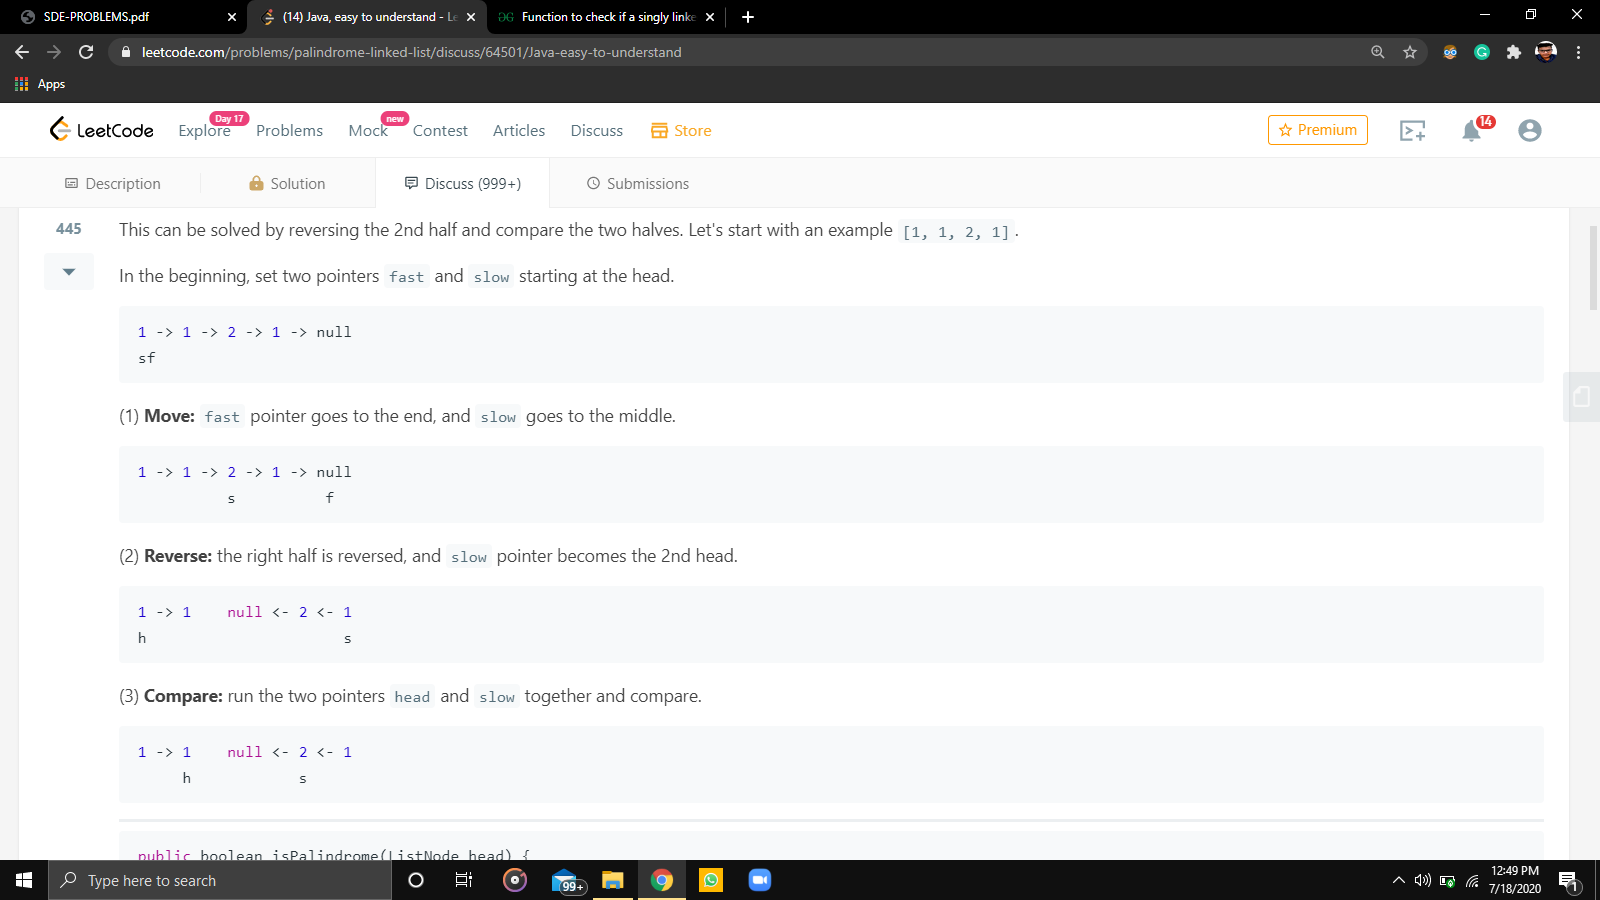 SDE-PROBLEMS.pdf
(14) Java, easy to understand - Le
Function to check if a singly linke
leetcode.com/problems/palindrome-linked-list/discuss/64501/Java-easy-to-understand
Apps
LeetCode
Explore
Day 17
Problems
Mock
new
Contest
Articles
Discuss
Store
Premium
14
Description
Solution
Discuss (999+)
Submissions
445
This can be solved by reversing the 2nd half and compare the two halves. Let's start with an example [1, 1, 2, 1] .
In the beginning, set two pointers fast and slow starting at the head.
1 -> 1 -> 2 -> 1 -> null
sf
(1) Move: fast pointer goes to the end, and slow goes to the middle.
1 -> 1 -> 2 -> 1 -> null
s f
(2) Reverse: the right half is reversed, and slow pointer becomes the 2nd head.
1 -> 1 null <- 2 <- 1
h s
(3) Compare: run the two pointers head and slow together and compare.
1 -> 1 null <- 2 <- 1
h s
public boolean isPalindrome(ListNode head) {
Type here to search
99+
12:49 PM
7/18/2020
1